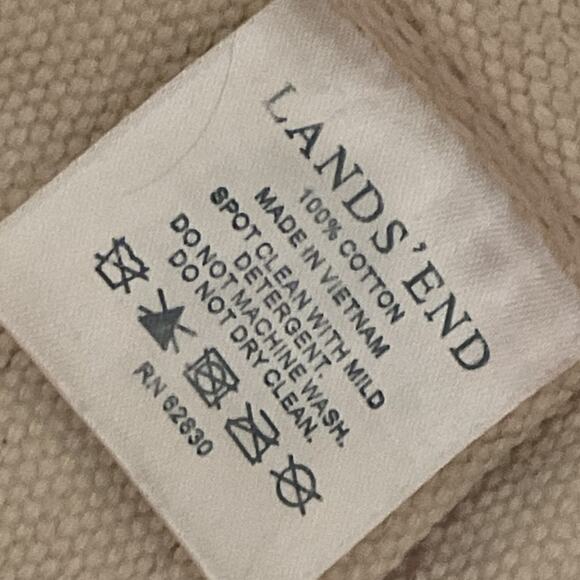 LANDS' END
100% COTTON
MADE IN VIETNAM
SPOT CLEAN WITH MILD
DETERGENT.
DO NOT MACHINE WASH.
DO NOT DRY CLEAN.
RN 62830